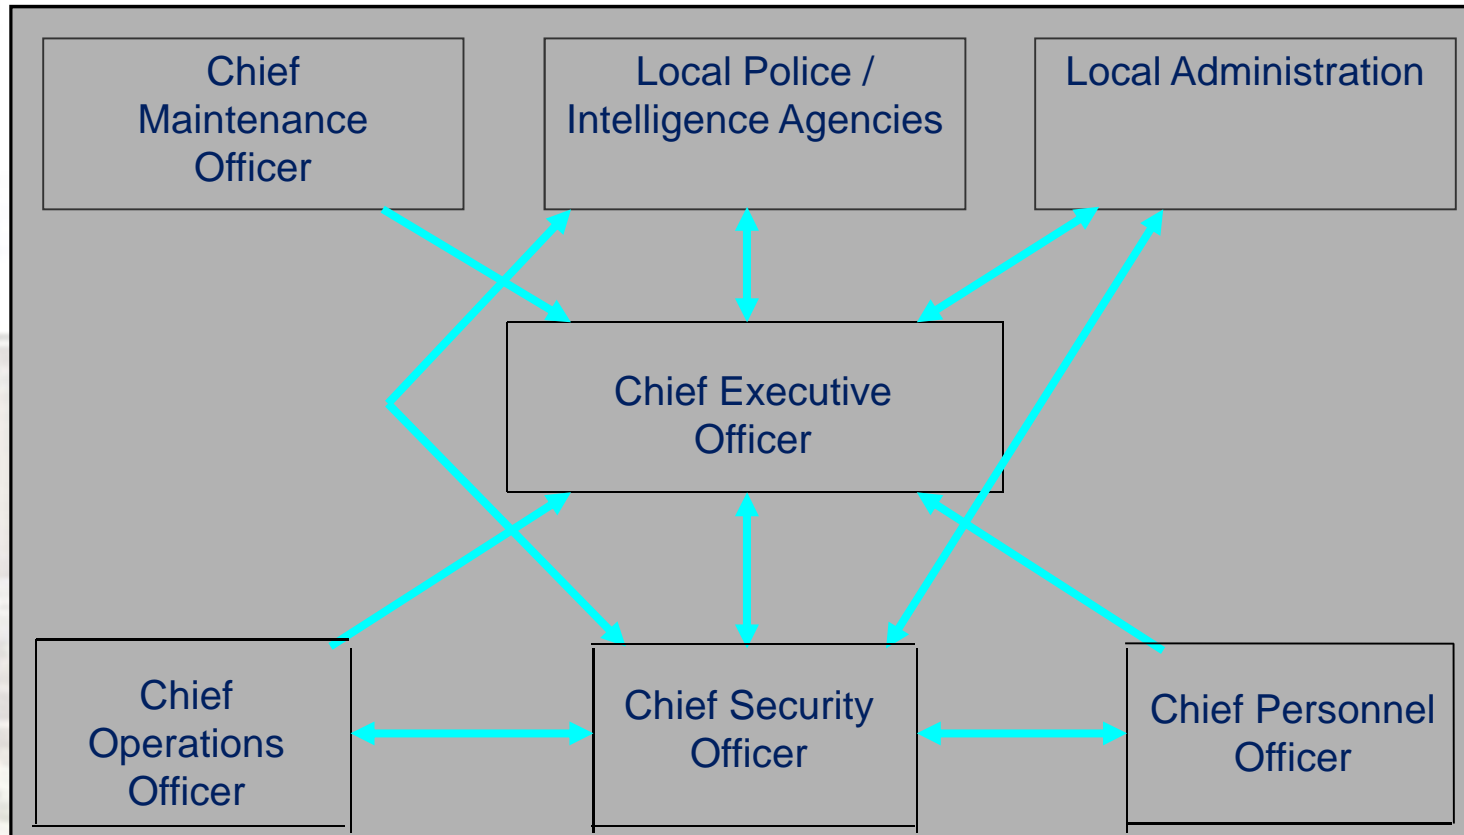 Chief
Maintenance
Officer
Local Police /
Intelligence Agencies
Local Administration
Chief Executive
Officer
Chief
Operations
Officer
Chief Security
Officer
Chief Personnel
Officer